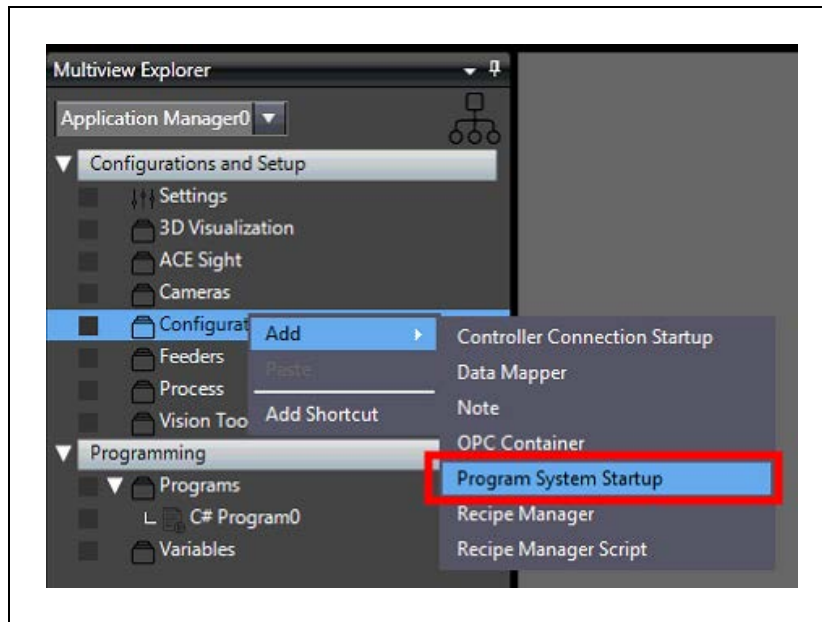 Multiview Explorer
Application Manager0
Configurations and Setup
Settings
3D Visualization
ACE Sight
Cameras
Configurat
Add
Controller Connection Startup
Feeders
Paste
Data Mapper
Process
Add Shortcut
Note
Vision Too
OPC Container
Programming
Program System Startup
Programs
Recipe Manager
C# Program0
Recipe Manager Script
Variables